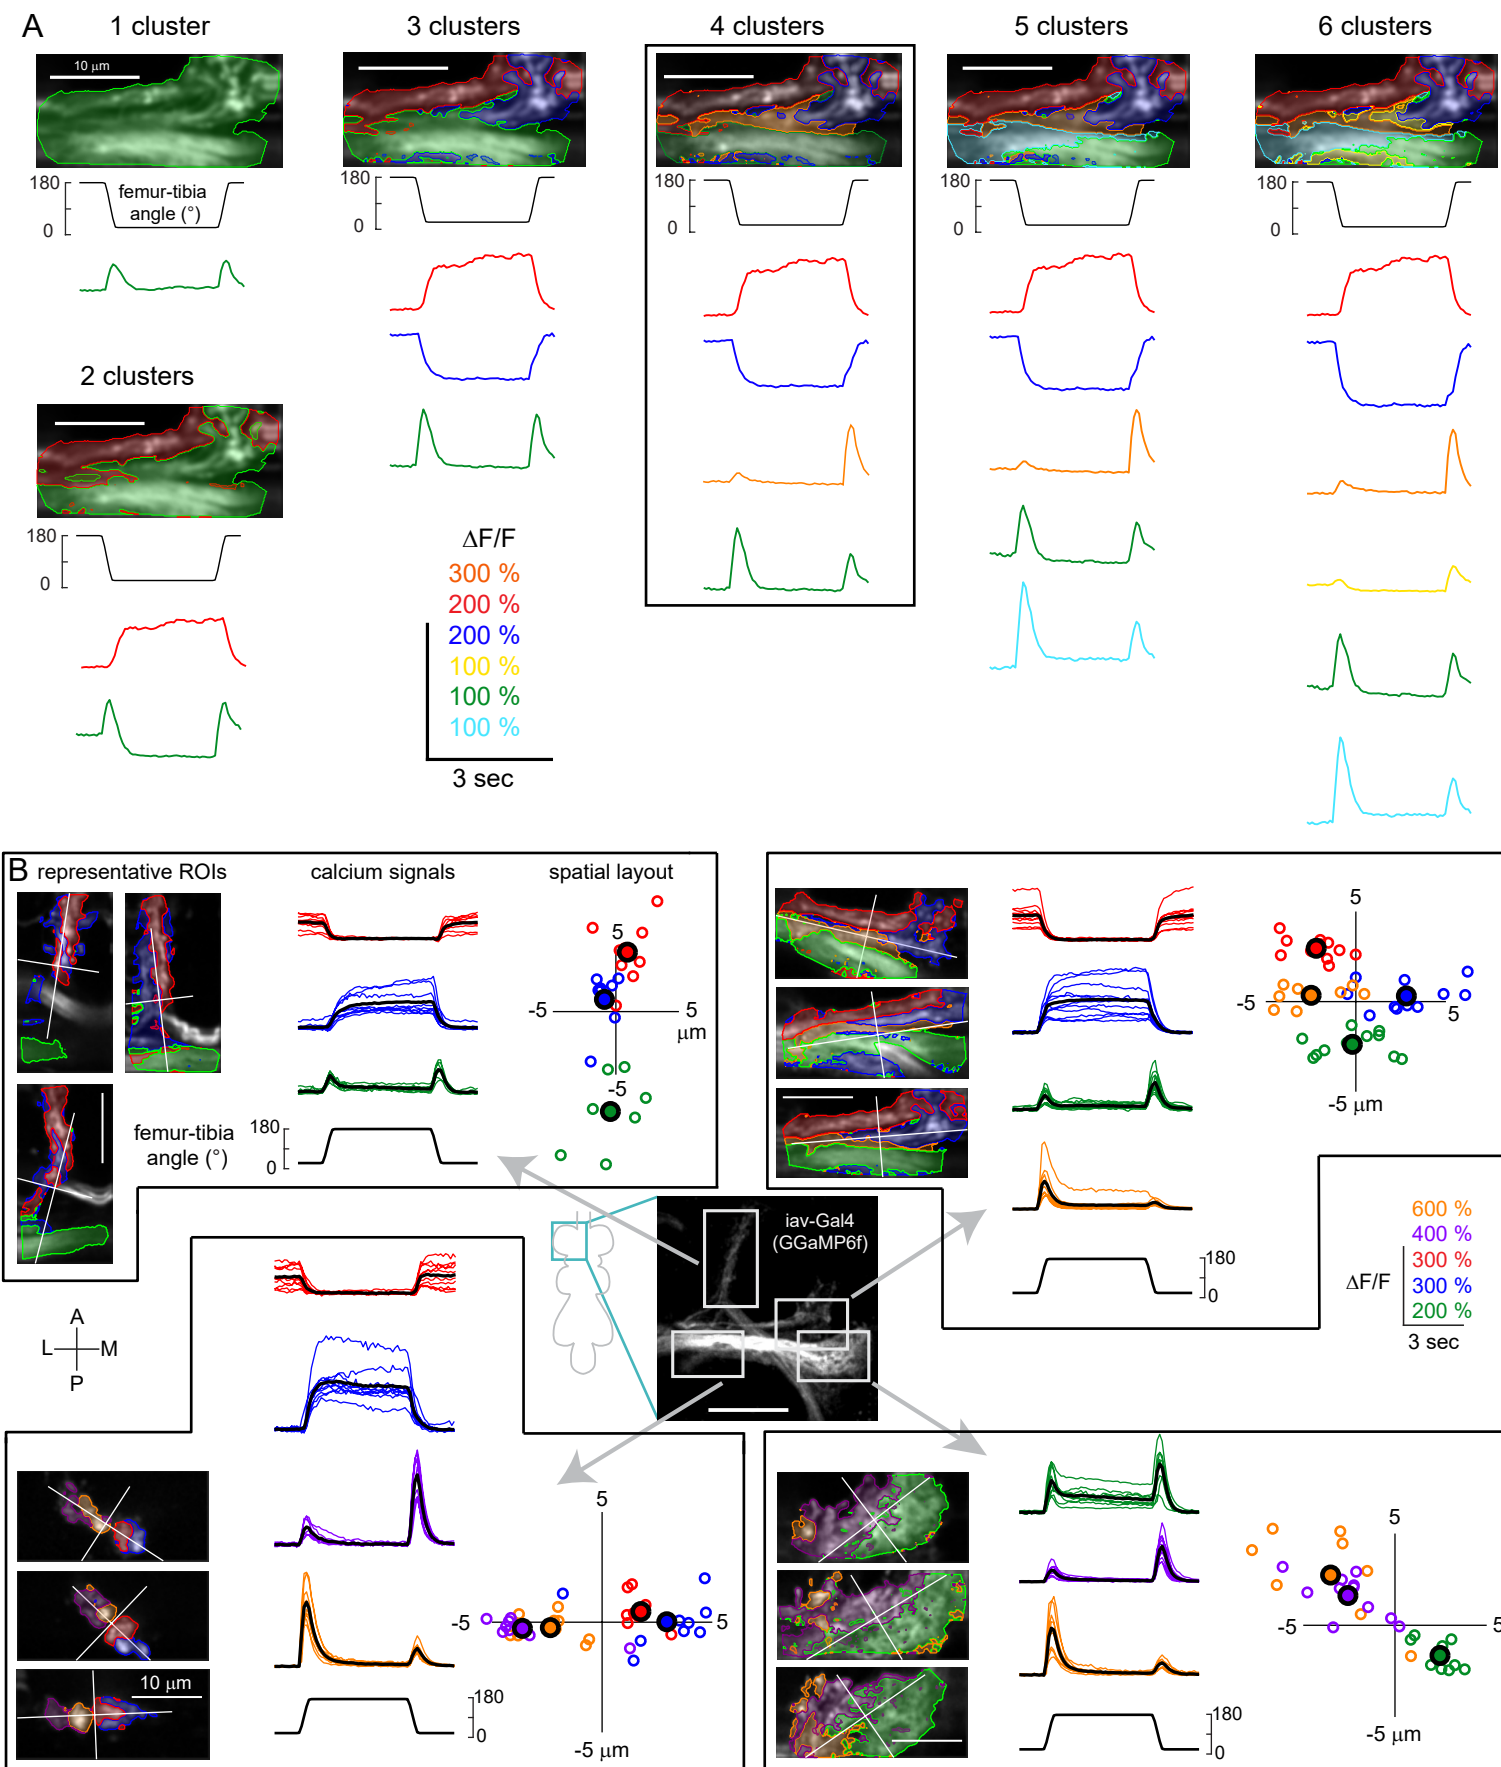 A
1 cluster
3 clusters
4 clusters
5 clusters
6 clusters
10 μm
180
0
femur-tibia
angle (°)
180
0
180
0
180
0
180
0
2 clusters
180
0
ΔF/F
300 %
200 %
200 %
100 %
100 %
100 %
3 sec
B
representative ROIs
calcium signals
spatial layout
5
-5
5
μm
-5
femur-tibia
angle (°)
180
0
5
-5
5
-5 μm
180
0
iav-Gal4
(GGaMP6f)
600 %
400 %
300 %
300 %
200 %
ΔF/F
3 sec
A
L
M
P
10 μm
180
0
5
-5
5
-5 μm
180
0
5
-5
5
-5 μm